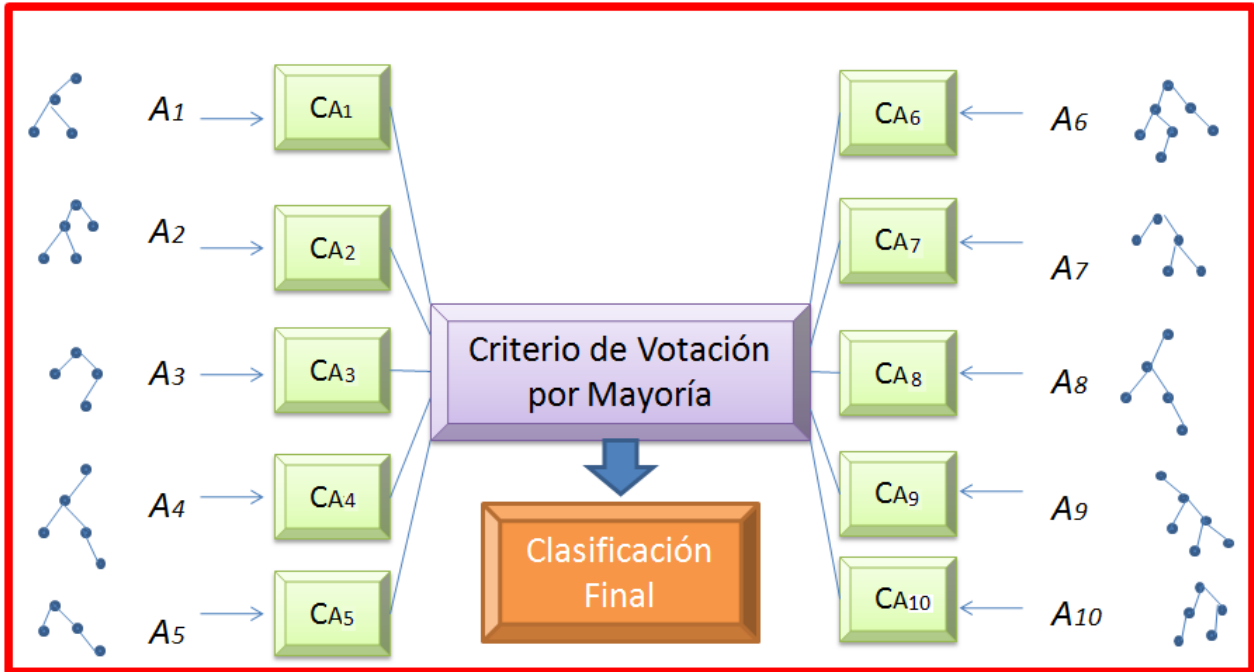 A1
CA1
A2
CA2
A3
CA3
A4
CA4
A5
CA5
Criterio de Votación
por Mayoría
Clasificación
Final
CA6
A6
CA7
A7
CA8
A8
CA9
A9
CA10
A10